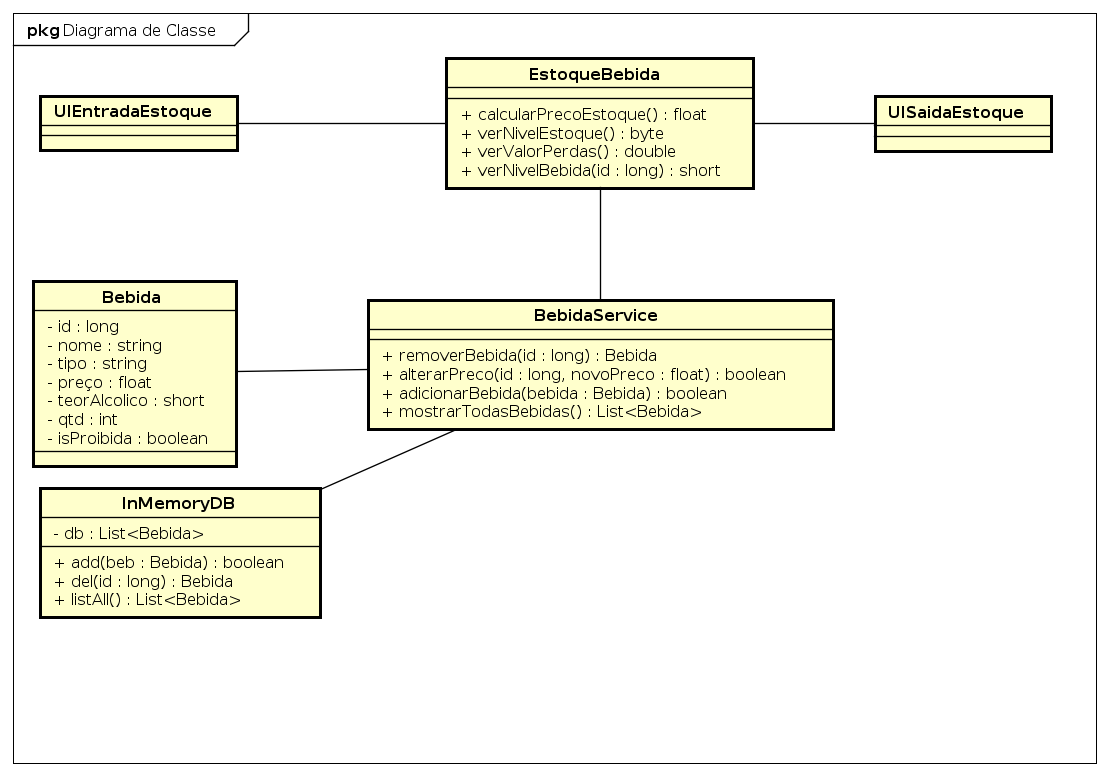 pkg Diagrama de Classe
EstoqueBebida
+ calcularPrecoEstoque() : float
+ verNivelEstoque() : byte
+ verValorPerdas() : double
+ verNivelBebida(id : long) : short
UIEntradaEstoque
UISaidaEstoque
Bebida
- id : long
- nome : string
- tipo : string
- preço : float
- teorAlcolico : short
- qtd : int
- isProibida : boolean
BebidaService
+ removerBebida(id : long) : Bebida
+ alterarPreco(id : long, novoPreco : float) : boolean
+ adicionarBebida(bebida : Bebida) : boolean
+ mostrarTodasBebidas() : List<Bebida>
InMemoryDB
- db : List<Bebida>
+ add(beb : Bebida) : boolean
+ del(id : long) : Bebida
+ listAll() : List<Bebida>